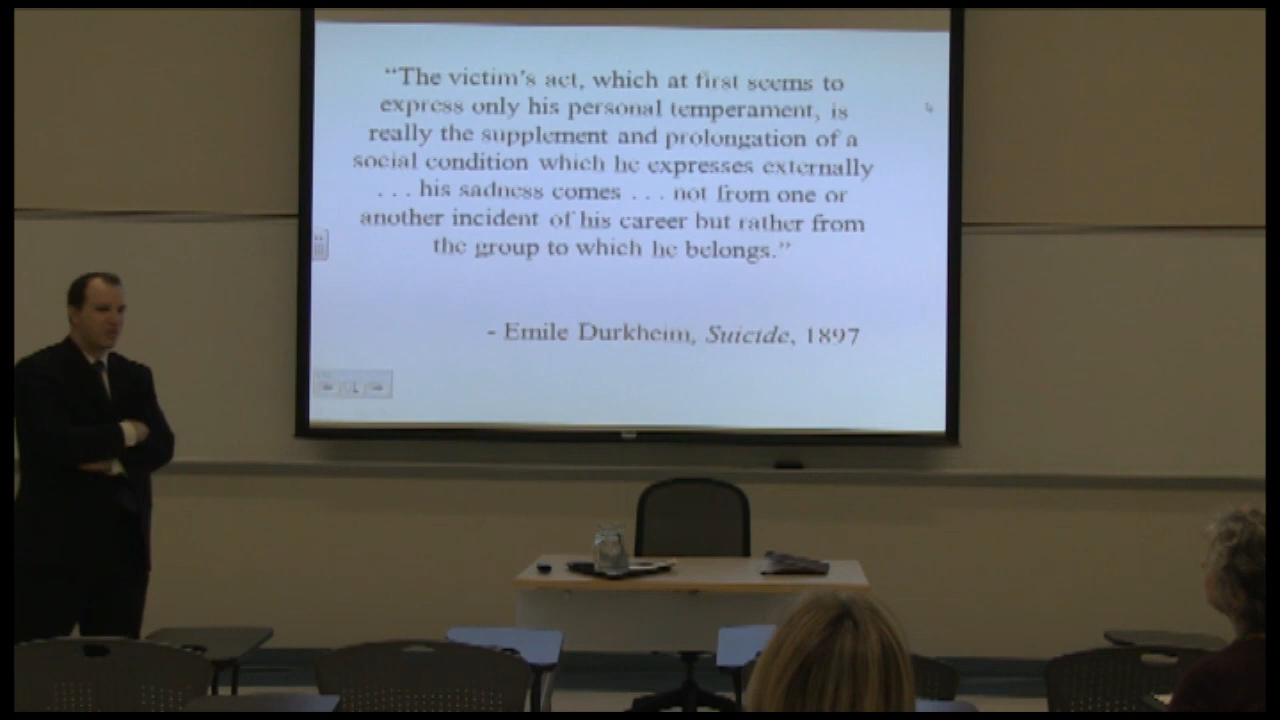 “The victim’s act, which at first seems to
express only his personal temperament, is
really the supplement and prolongation of a
social condition which he expresses externally
. . . his sadness comes . . . not from one or
another incident of his career but rather from
the group to which he belongs.”
- Emile Durkheim, Suicide, 1897